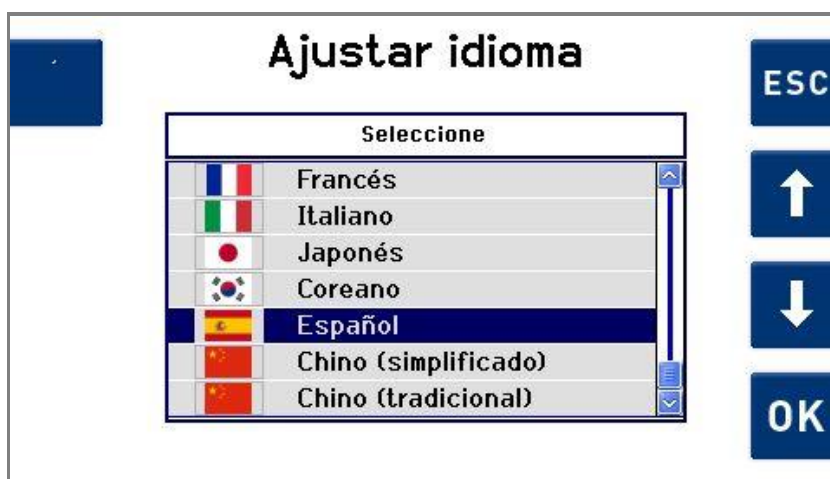 Ajustar idioma
ESC
Seleccione
Francés
Italiano
Japonés
Coreano
Español
Chino (simplificado)
Chino (tradicional)
OK